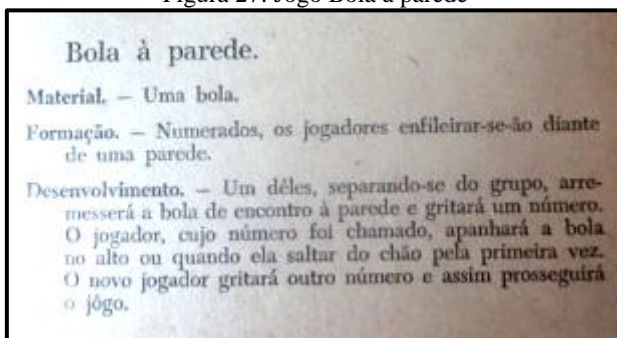 Figura 27: Jogo Bola à parede
Bola à parede.
Material. — Uma bola.
Formação. — Numerados, os jogadores enfileirar-se-ão diante
de uma parede.
Desenvolvimento. — Um dêles, separando-se do grupo, arre-
messerá a bola de encontro à parede e gritará um número.
O jogador, cujo número foi chamado, apanhará a bola
no alto ou quando ela saltar do chão pela primeira vez.
O novo jogador gritará outro número e assim prosseguirá
o jôgo.